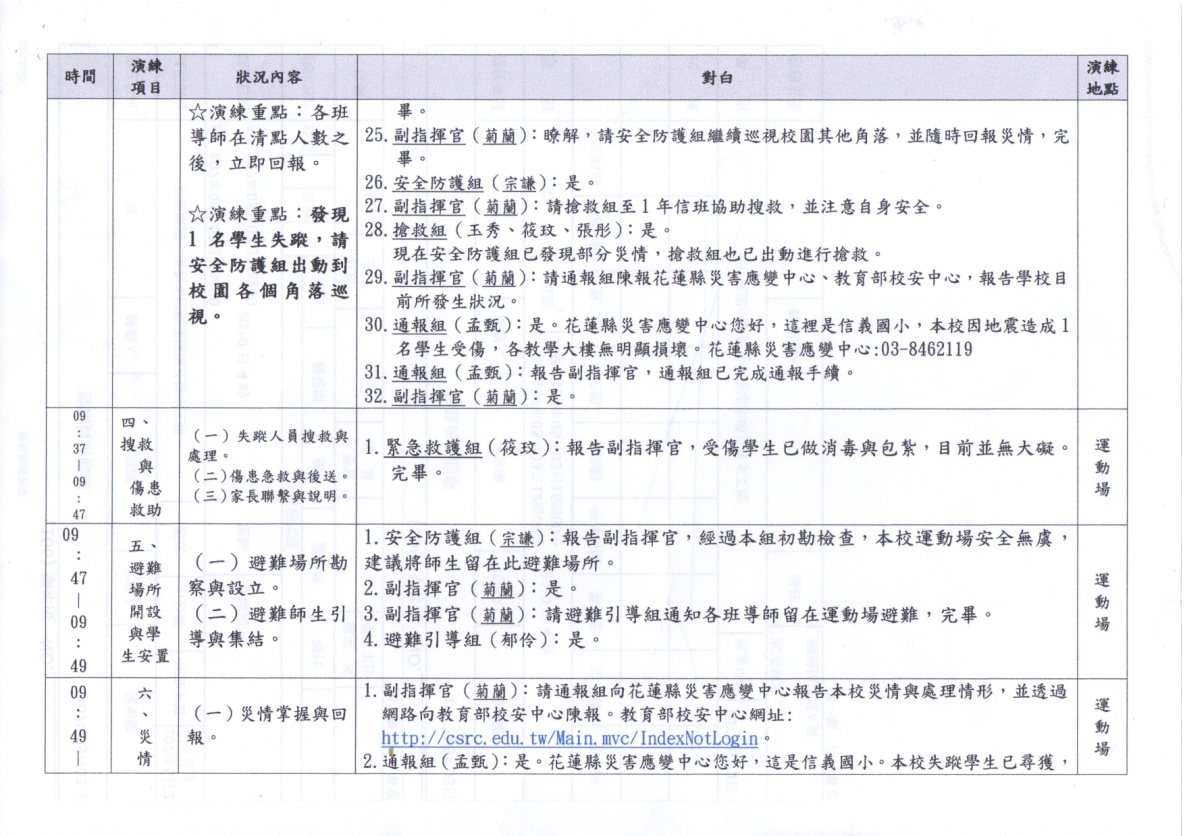 時間
演練
項目
狀況內容
對白
演練
地點
☆演練重點：各班
導師在清點人數之
後，立即回報。
☆演練重點：發現
1 名學生失蹤，請
安全防護組出動到
校園各個角落巡
視。
畢。
25. 副指揮官（菊蘭）：瞭解，請安全防護組繼續巡視校園其他角落，並隨時回報災情，完
畢。
26. 安全防護組（宗謙）：是。
27. 副指揮官（菊蘭）：請搶救組至 1 年信班協助搜救，並注意自身安全。
28. 搶救組（玉秀、筱玟、張彤）：是。
現在安全防護組已發現部分災情，搶救組也已出動進行搶救。
29. 副指揮官（菊蘭）：請通報組陳報花蓮縣災害應變中心、教育部校安中心，報告學校目
前所發生狀況。
30. 通報組（孟甄）：是。花蓮縣災害應變中心您好，這裡是信義國小，本校因地震造成 1
名學生受傷，各教學大樓無明顯損壞。花蓮縣災害應變中心:03-8462119
31. 通報組（孟甄）：報告副指揮官，通報組已完成通報手續。
32. 副指揮官（菊蘭）：是。
09
：
37
｜
09
：
47
四、
搜救
與
傷患
救助
（一）失蹤人員搜救與
處理。
（二）傷患急救與後送。
（三）家長聯繫與說明。
1. 緊急救護組（筱玟）：報告副指揮官，受傷學生已做消毒與包紮，目前並無大礙。
完畢。
運
動
場
09
：
47
｜
09
：
49
五、
避難
場所
開設
與學
生安置
（一）避難場所勘
察與設立。
（二）避難師生引
導與集結。
1. 安全防護組（宗謙）：報告副指揮官，經過本組初勘檢查，本校運動場安全無虞，
建議將師生留在此避難場所。
2. 副指揮官（菊蘭）：是。
3. 副指揮官（菊蘭）：請避難引導組通知各班導師留在運動場避難，完畢。
4. 避難引導組（郁伶）：是。
運
動
場
09
：
49
｜
六
、
災
情
（一）災情掌握與回
報。
1. 副指揮官（菊蘭）：請通報組向花蓮縣災害應變中心報告本校災情與處理情形，並透過
網路向教育部校安中心陳報。教育部校安中心網址:
http://csrc.edu.tw/Main.mvc/IndexNotLogin。
2. 通報組（孟甄）：是。花蓮縣災害應變中心您好，這是信義國小。本校失蹤學生已尋獲，
運
動
場